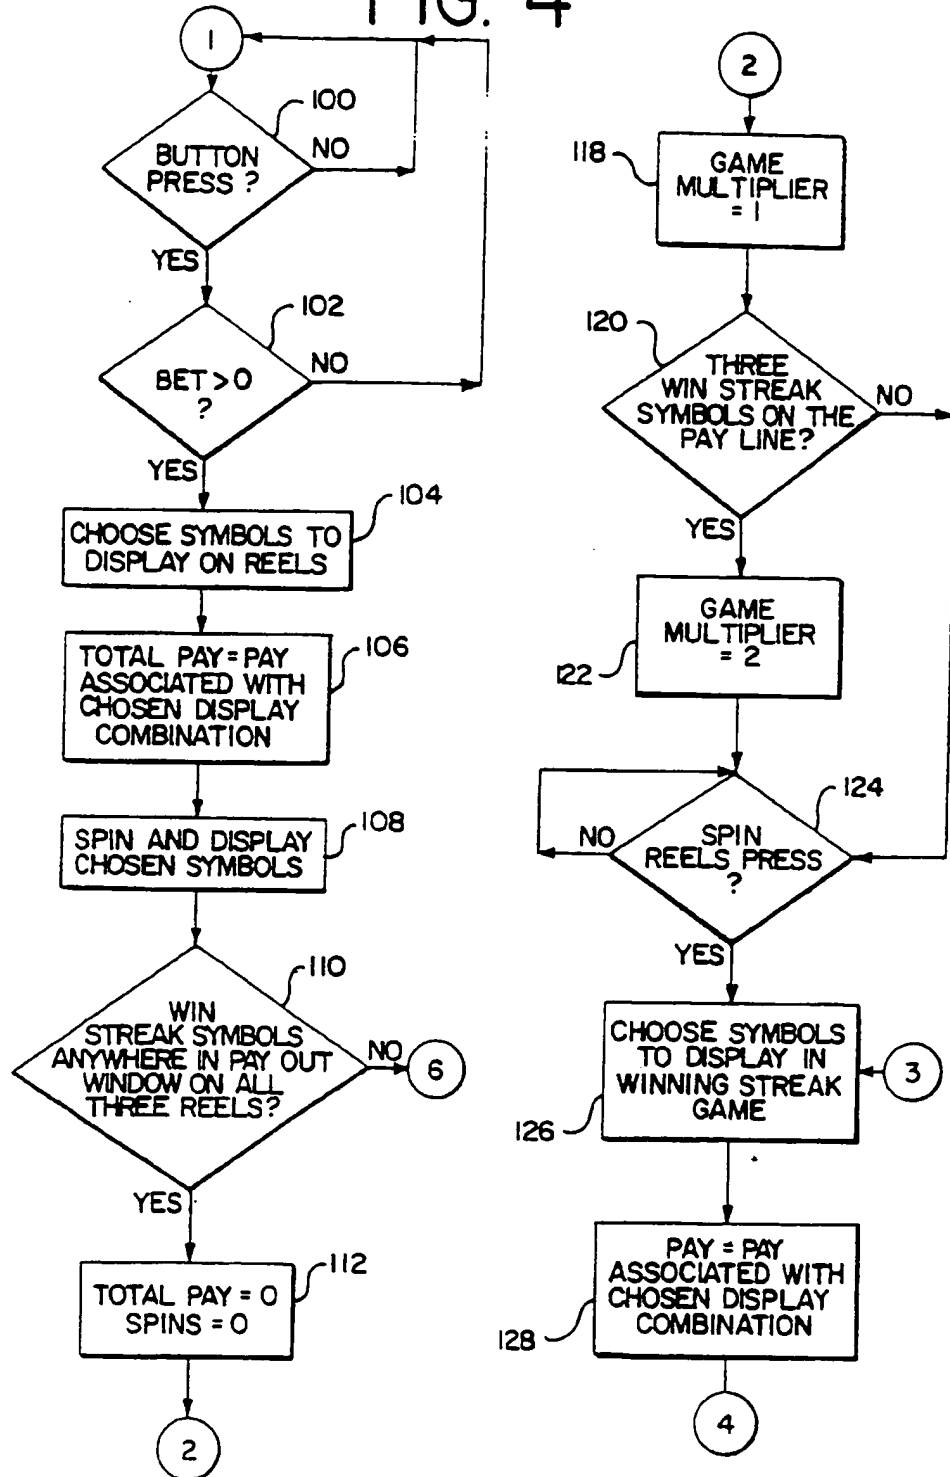 FIG. 4
1
100
BUTTON
PRESS ?
NO
YES
102
BET > 0
?
NO
YES
104
CHOOSE SYMBOLS TO
DISPLAY ON REELS
106
TOTAL PAY = PAY
ASSOCIATED WITH
CHOSEN DISPLAY
COMBINATION
108
SPIN AND DISPLAY
CHOSEN SYMBOLS
110
WIN
STREAK SYMBOLS
ANYWHERE IN PAY OUT
WINDOW ON ALL
THREE REELS?
NO
6
YES
112
TOTAL PAY = 0
SPINS = 0
2
2
118
GAME
MULTIPLIER
= 1
120
THREE
WIN STREAK
SYMBOLS ON THE
PAY LINE?
NO
YES
GAME
MULTIPLIER
= 2
122
124
SPIN
REELS PRESS
?
NO
YES
CHOOSE SYMBOLS
TO DISPLAY IN
WINNING STREAK
GAME
3
126
PAY = PAY
ASSOCIATED WITH
CHOSEN DISPLAY
COMBINATION
128
4